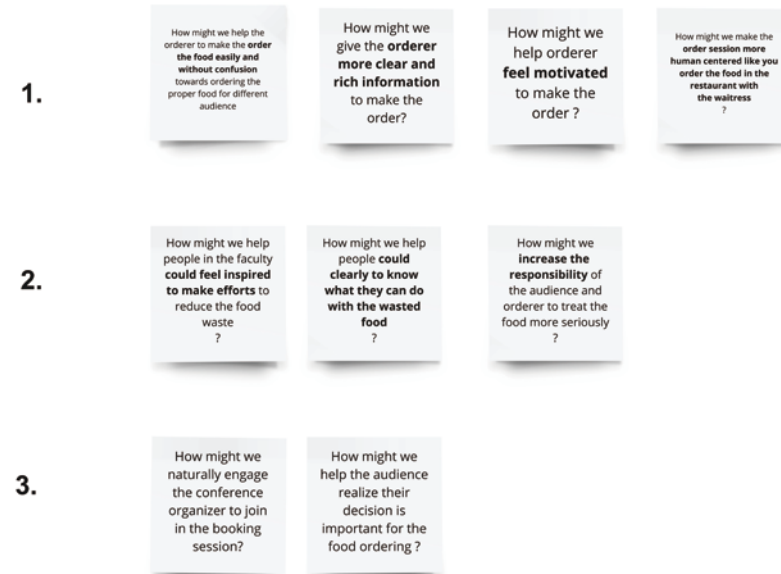 1.
How might we help the
orderer to make the order
the food easily and
without confusion
towards ordering the
proper food for different
audience
How might we
give the orderer
more clear and
rich information
to make the
order?
How might we
help orderer
feel motivated
to make the
order ?
How might we make the
order session more
human centered like you
order the food in the
restaurant with
the waitress
?
2.
How might we help
people in the faculty
could feel inspired
to make efforts to
reduce the food
waste
?
How might we help
people could
clearly to know
what they can do
with the wasted
food
?
How might we
increase the
responsibility of
the audience and
orderer to treat the
food more seriously
?
3.
How might we
naturally engage
the conference
organizer to join
in the booking
session?
How might we
help the audience
realize their
decision is
important for the
food ordering ?